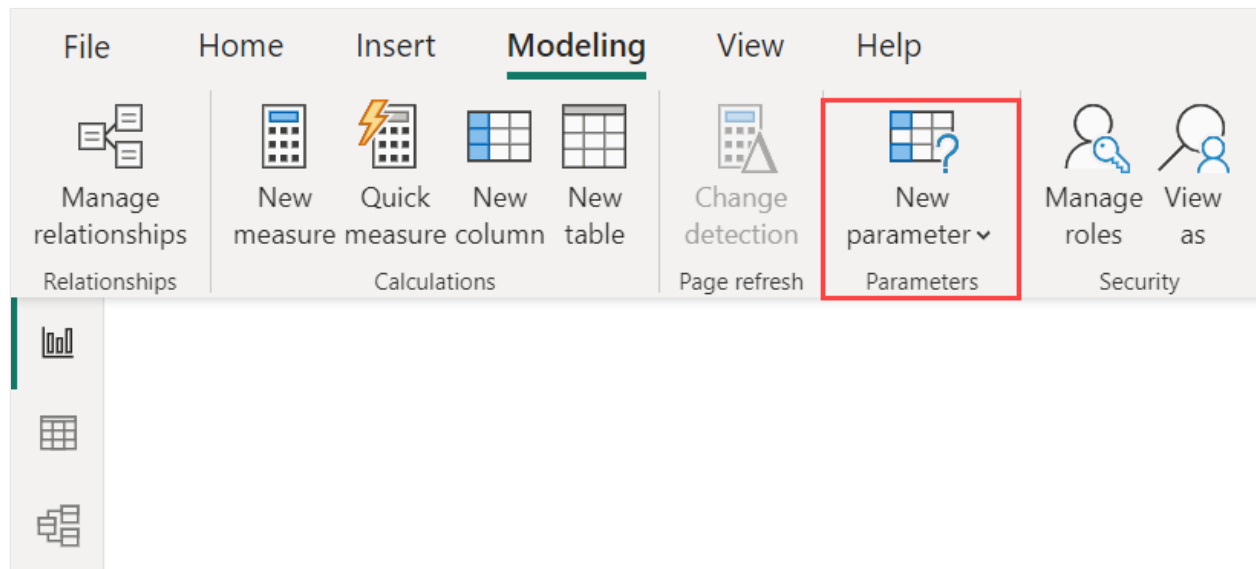 File Home Insert Modeling View Help
Manage New Quick New New Change New Manage View
relationships measure measure column table detection parameter roles as
Relationships Calculations Page refresh Parameters Security